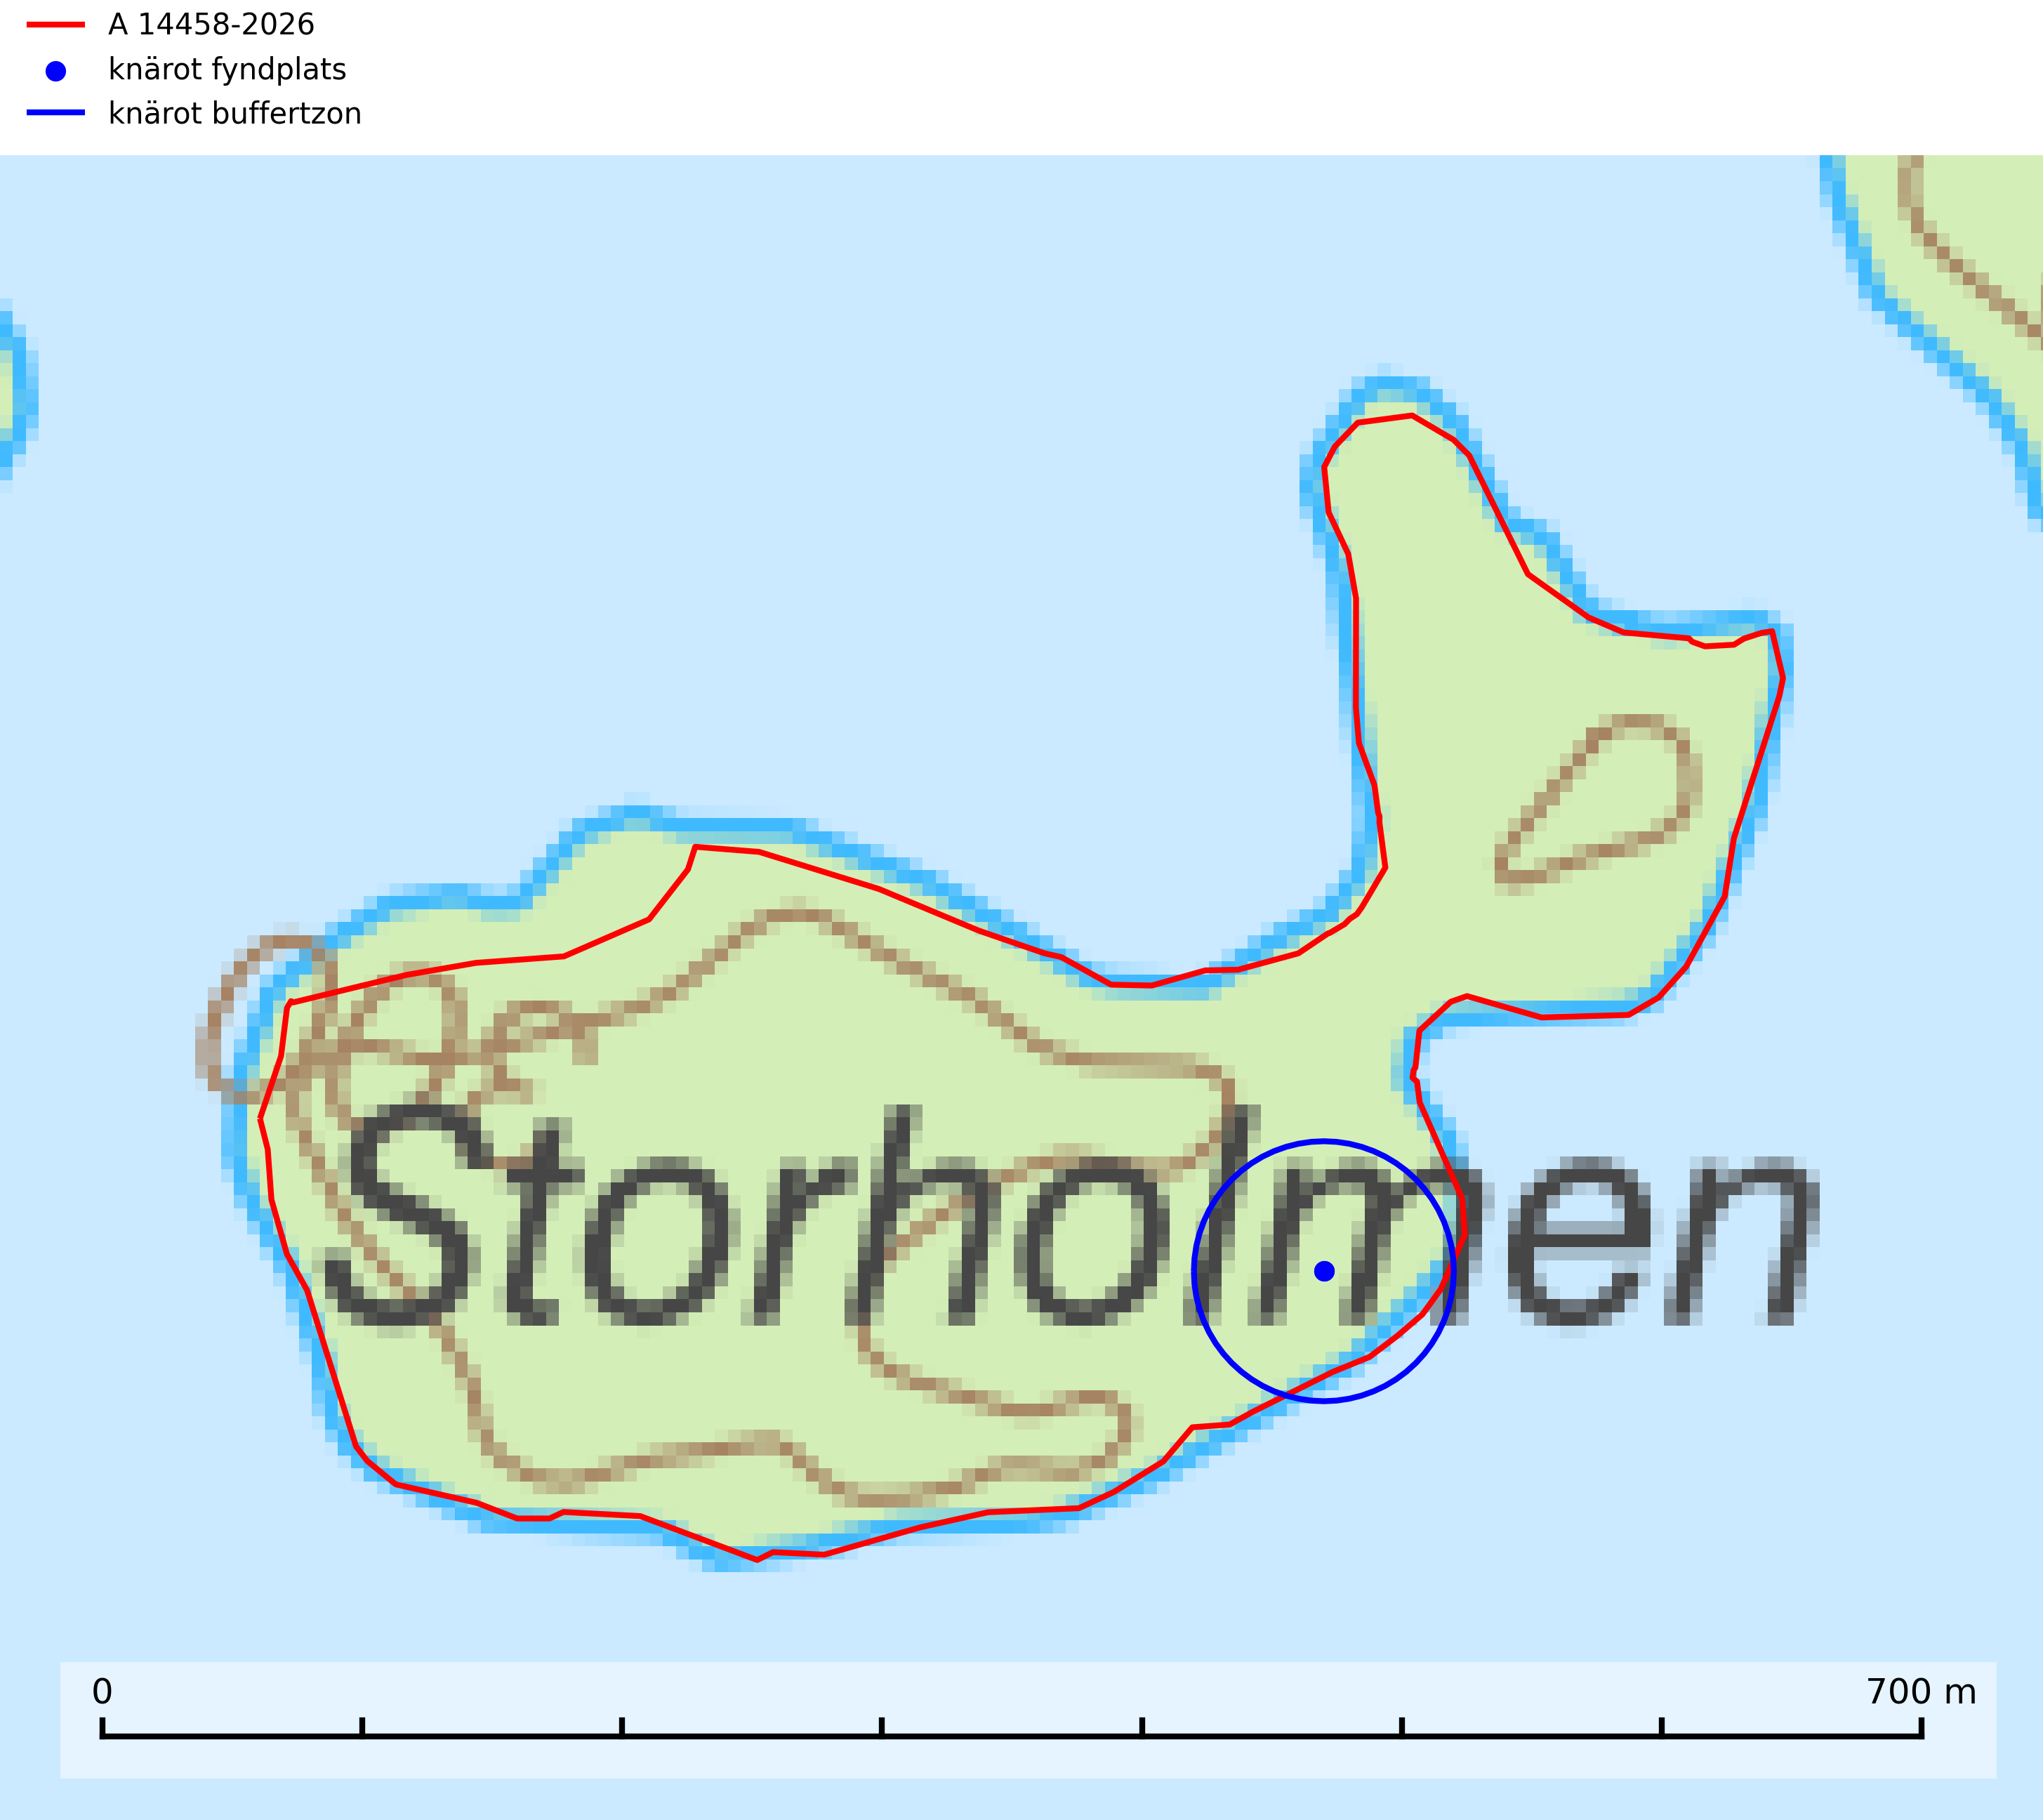 A 14458-2026
knärot fyndplats
knärot buffertzon
Storholmen
0 700 m